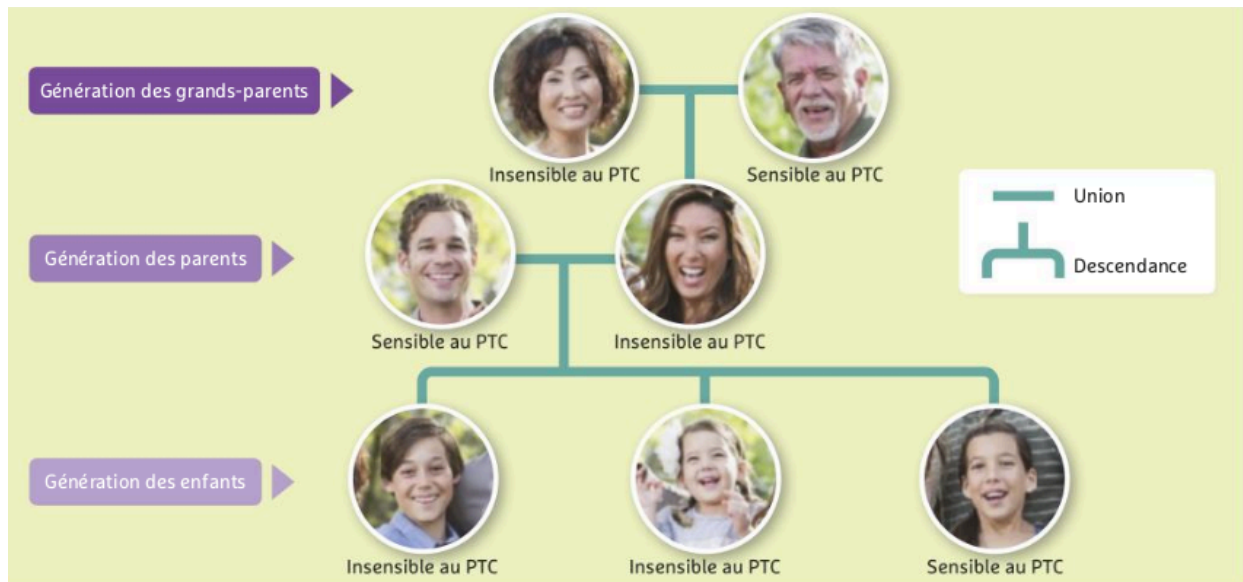 Génération des grands-parents
Insensible au PTC
Sensible au PTC
Union
Descendance
Génération des parents
Sensible au PTC
Insensible au PTC
Génération des enfants
Insensible au PTC
Insensible au PTC
Sensible au PTC